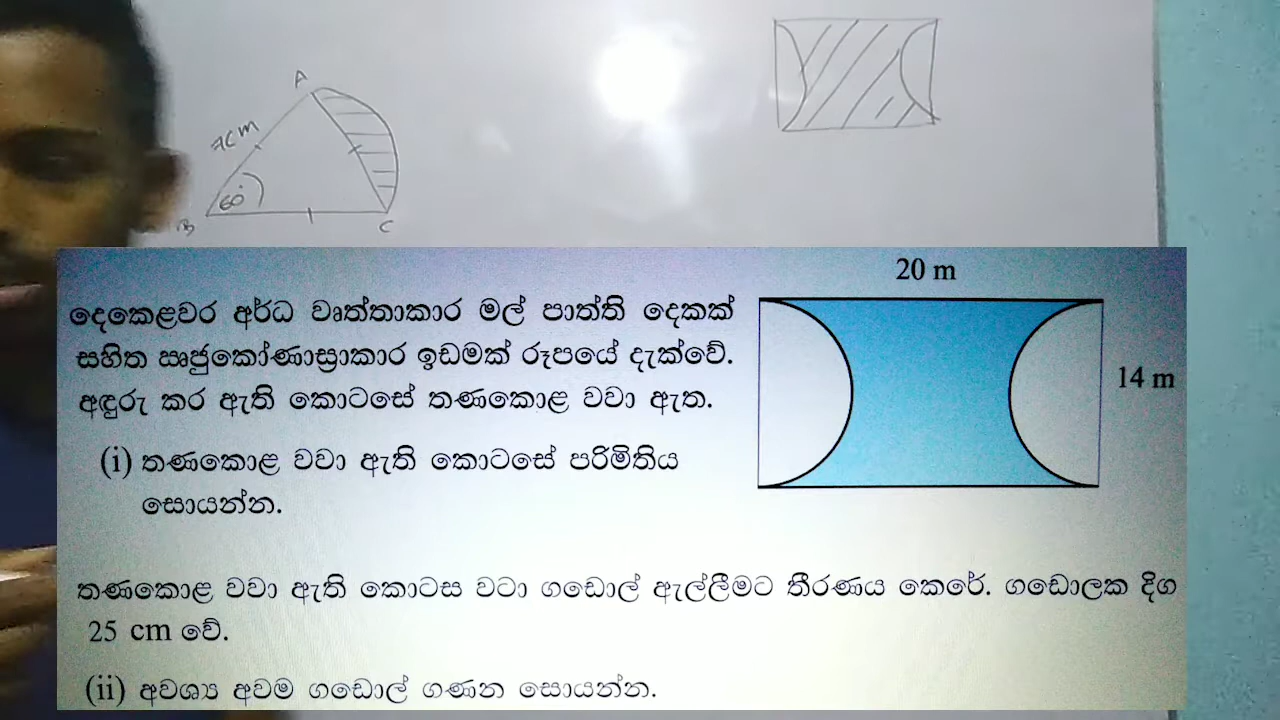 A
7cm
60°
B
C
20 m
දෙකෙළවර අර්ධ වෘත්තාකාර මල් පාත්ති දෙකක්
සහිත ඍජුකෝණාස්‍රාකාර ඉඩමක් රූපයේ දැක්වේ.
අඳුරු කර ඇති කොටසේ තණකොළ වවා ඇත.
14 m
(i) තණකොළ වවා ඇති කොටසේ පරිමිතිය
සොයන්න.
තණකොළ වවා ඇති කොටස වටා ගඩොල් ඇල්ලීමට තීරණය කෙරේ. ගඩොලක දිග
25 cm වේ.
(ii) අවශ්‍ය අවම ගඩොල් ගණන සොයන්න.